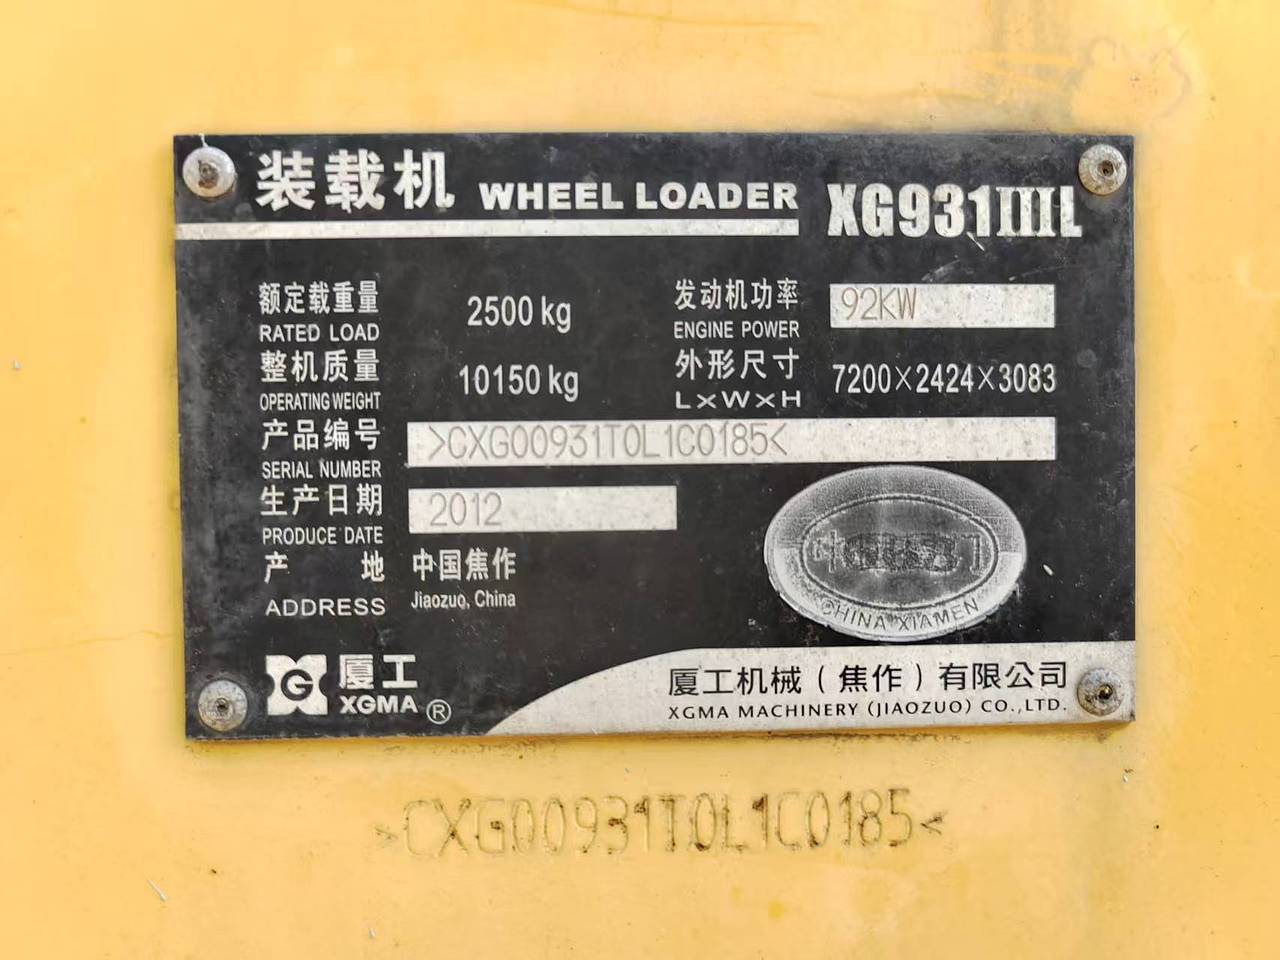 装载机 WHEEL LOADER XG931IIIL
额定载重量 2500 kg 发动机功率 92KW
RATED LOAD ENGINE POWER
整机质量 10150 kg 外形尺寸 7200×2424×3083
OPERATING WEIGHT L×W×H
产品编号 >CXG00931T0L1C0185<
SERIAL NUMBER
生产日期 2012
PRODUCE DATE
产地 中国焦作
ADDRESS Jiaozuo, China
CHINA XIAMEN
G 厦工
XGMA ®
厦工机械（焦作）有限公司
XGMA MACHINERY (JIAOZUO) CO.,LTD.
>CXG00931T0L1C0185<